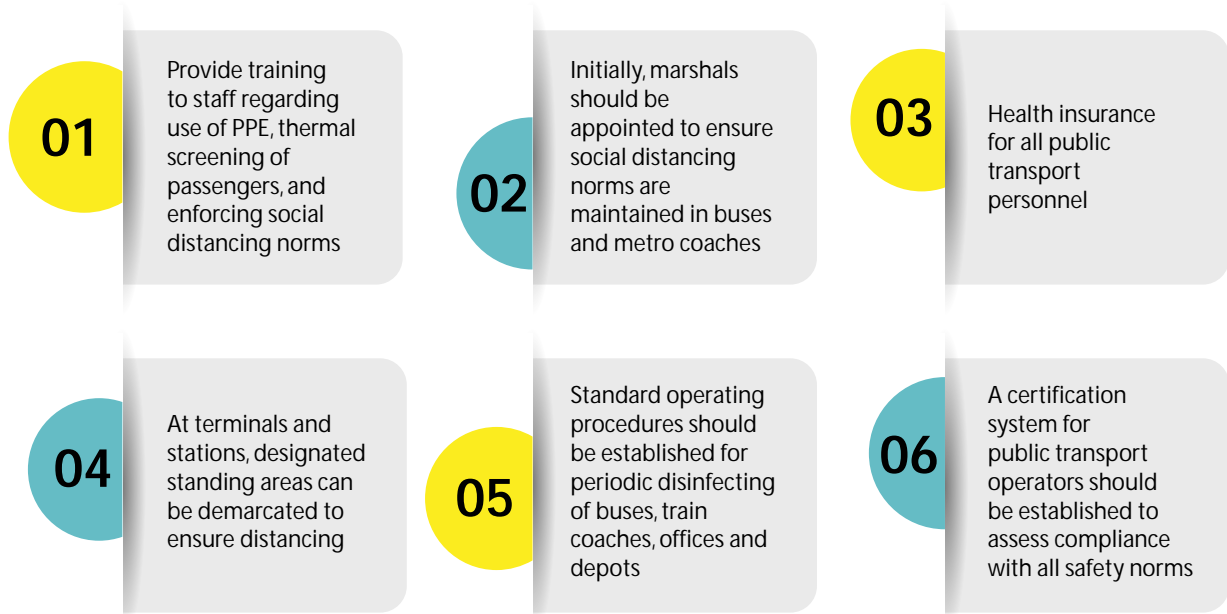 01
Provide training
to staff regarding
use of PPE, thermal
screening of
passengers, and
enforcing social
distancing norms
02
Initially, marshals
should be
appointed to ensure
social distancing
norms are
maintained in buses
and metro coaches
03
Health insurance
for all public
transport
personnel
04
At terminals and
stations, designated
standing areas can
be demarcated to
ensure distancing
05
Standard operating
procedures should
be established for
periodic disinfecting
of buses, train
coaches, offices and
depots
06
A certification
system for
public transport
operators should
be established to
assess compliance
with all safety norms